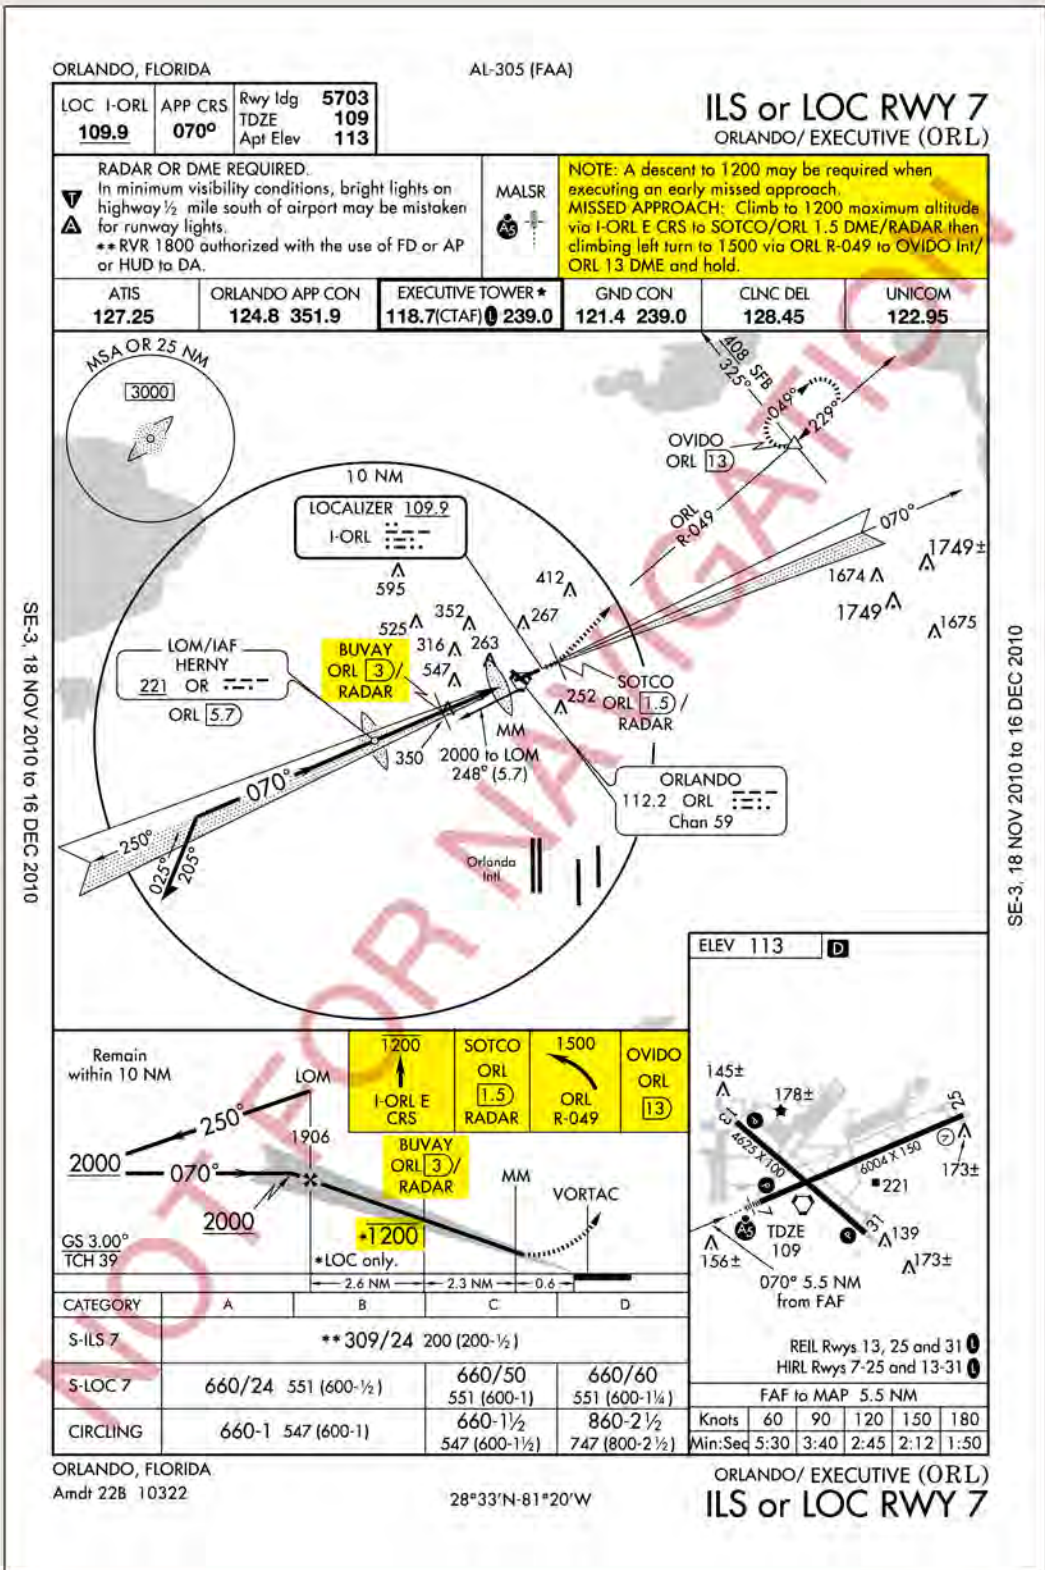 ORLANDO, FLORIDA
AL-305 (FAA)
LOC I-ORL
109.9
APP CRS
070°
Rwy ldg 5703
TDZE 109
Apt Elev 113
ILS or LOC RWY 7
ORLANDO/ EXECUTIVE (ORL)
RADAR OR DME REQUIRED.
In minimum visibility conditions, bright lights on
highway ½ mile south of airport may be mistaken
for runway lights.
** RVR 1800 authorized with the use of FD or AP
or HUD to DA.
T
A
MALSR
A5
NOTE: A descent to 1200 may be required when
executing an early missed approach.
MISSED APPROACH: Climb to 1200 maximum altitude
via I-ORL E CRS to SOTCO/ORL 1.5 DME/RADAR then
climbing left turn to 1500 via ORL R-049 to OVIDO Int/
ORL 13 DME and hold.
ATIS
127.25
ORLANDO APP CON
124.8 351.9
EXECUTIVE TOWER ★
118.7(CTAF) L 239.0
GND CON
121.4 239.0
CLNC DEL
128.45
UNICOM
122.95
MSA OR 25 NM
3000
408 SFB
325°
049°
229°
OVIDO
ORL 13
10 NM
LOCALIZER 109.9
I-ORL
ORL
R-049
070°
1749±
1674
1749
1675
595
412
525
352
267
316
263
547
BUVAY
ORL 3/
RADAR
LOM/IAF
HERNY
221 OR
ORL 5.7
SOTCO
ORL 1.5/
RADAR
252
MM
350
2000 to LOM
248° (5.7)
070°
250°
025°
205°
ORLANDO
112.2 ORL
Chan 59
Orlando
Intl
SE-3, 18 NOV 2010 to 16 DEC 2010
SE-3, 18 NOV 2010 to 16 DEC 2010
NOT FOR NAVIGATION
ELEV 113
D
145±
178±
13
25
4625 X 100
6004 X 150
173±
221
7
31
A5
TDZE
109
139
156±
173±
P
P
P
V
070° 5.5 NM
from FAF
REIL Rwys 13, 25 and 31 L
HIRL Rwys 7-25 and 13-31 L
FAF to MAP 5.5 NM
Knots 60 90 120 150 180
Min:Sec 5:30 3:40 2:45 2:12 1:50
Remain
within 10 NM
LOM
250°
1906
2000
070°
2000
GS 3.00°
TCH 39
1200
I-ORL E
CRS
SOTCO
ORL
1.5
RADAR
1500
ORL
R-049
OVIDO
ORL
13
BUVAY
ORL 3/
RADAR
MM
VORTAC
*1200
*LOC only.
2.6 NM
2.3 NM
0.6
CATEGORY A B C D
S-ILS 7 ** 309/24 200 (200-½)
S-LOC 7 660/24 551 (600-½)
660/50
551 (600-1)
660/60
551 (600-1¼)
CIRCLING 660-1 547 (600-1)
660-1½
547 (600-1½)
860-2½
747 (800-2½)
ORLANDO, FLORIDA
Amdt 22B 10322
28°33'N-81°20'W
ORLANDO/ EXECUTIVE (ORL)
ILS or LOC RWY 7